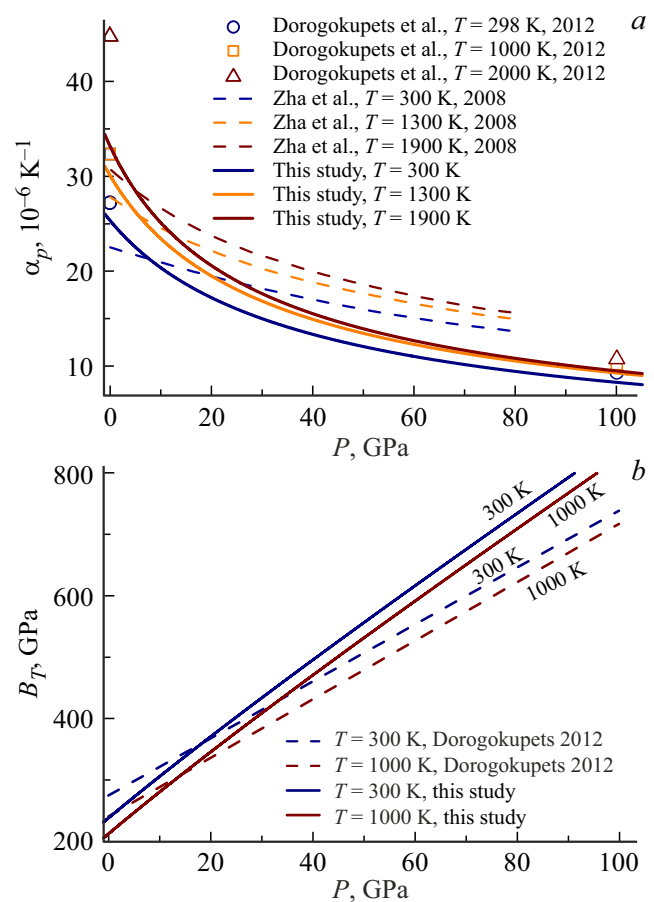 a
Dorogokupets et al., T = 298 K, 2012
Dorogokupets et al., T = 1000 K, 2012
Dorogokupets et al., T = 2000 K, 2012
Zha et al., T = 300 K, 2008
Zha et al., T = 1300 K, 2008
Zha et al., T = 1900 K, 2008
This study, T = 300 K
This study, T = 1300 K
This study, T = 1900 K
αp, 10−6 K−1
40
30
20
10
0 20 40 60 80 100
P, GPa
b
800
600
400
200
BT, GPa
300 K
1000 K
300 K
1000 K
T = 300 K, Dorogokupets 2012
T = 1000 K, Dorogokupets 2012
T = 300 K, this study
T = 1000 K, this study
0 20 40 60 80 100
P, GPa